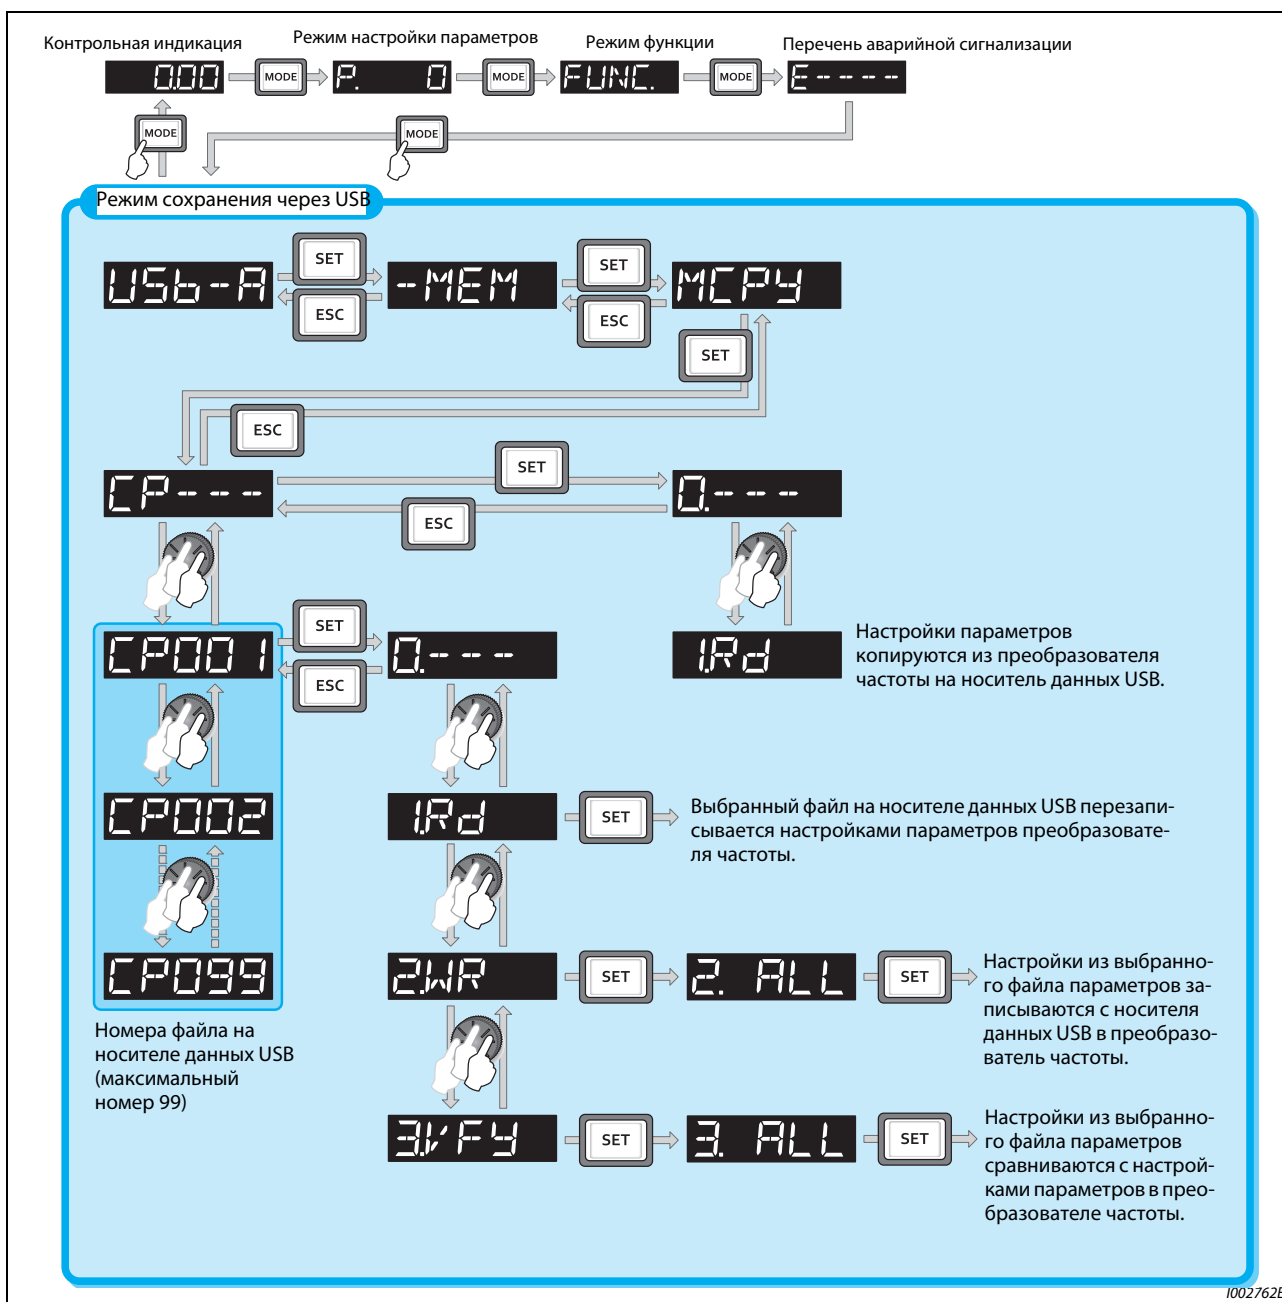 Контрольная индикация
Режим настройки параметров
Режим функции
Перечень аварийной сигнализации
0.00
MODE
P. 0
MODE
FUNC.
MODE
E----
MODE
MODE
Режим сохранения через USB
USb-A
SET
ESC
-MEM
SET
ESC
MCPY
SET
ESC
CP---
SET
ESC
0.---
CP001
SET
ESC
0.---
1.Rd
Настройки параметров
копируются из преобразователя
частоты на носитель данных USB.
CP002
1.Rd
SET
Выбранный файл на носителе данных USB перезапи-
сывается настройками параметров преобразовате-
ля частоты.
CP099
2.WR
SET
2. ALL
SET
Настройки из выбранно-
го файла параметров за-
писываются с носителя
данных USB в преобразо-
ватель частоты.
Номера файла на
носителе данных USB
(максимальный
номер 99)
3.VFY
SET
3. ALL
SET
Настройки из выбранно-
го файла параметров
сравниваются с настрой-
ками параметров в прео-
бразователе частоты.
I002762E